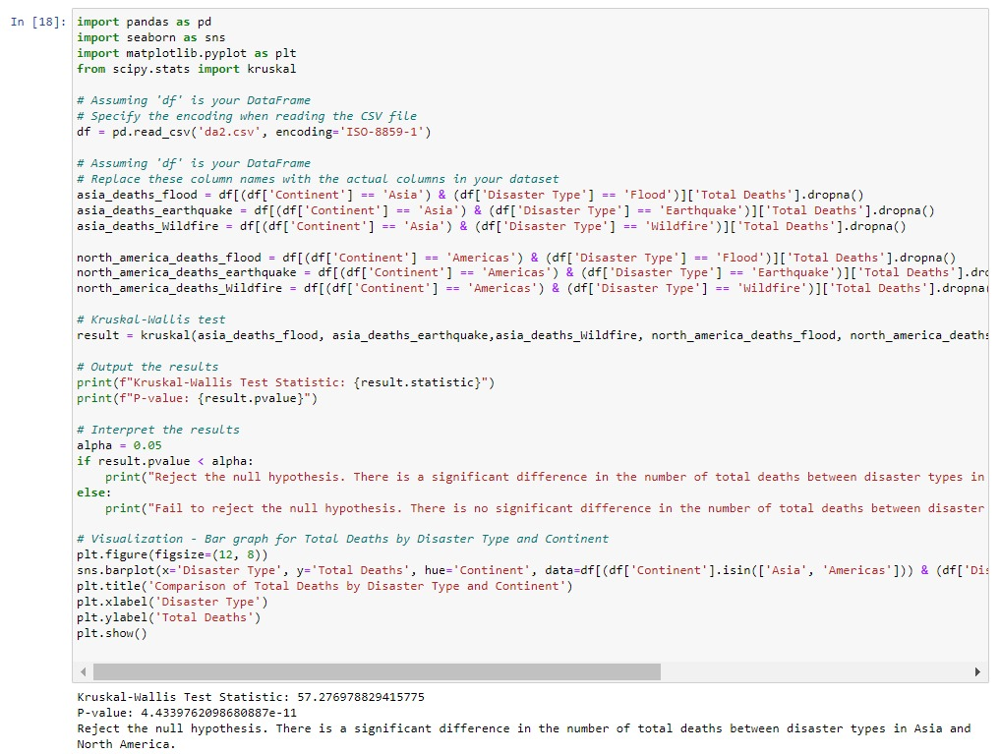 In [18]:
import pandas as pd
import seaborn as sns
import matplotlib.pyplot as plt
from scipy.stats import kruskal
# Assuming 'df' is your DataFrame
# Specify the encoding when reading the CSV file
df = pd.read_csv('da2.csv', encoding='ISO-8859-1')
# Assuming 'df' is your DataFrame
# Replace these column names with the actual columns in your dataset
asia_deaths_flood = df[(df['Continent'] == 'Asia') & (df['Disaster Type'] == 'Flood')]['Total Deaths'].dropna()
asia_deaths_earthquake = df[(df['Continent'] == 'Asia') & (df['Disaster Type'] == 'Earthquake')]['Total Deaths'].dropna()
asia_deaths_Wildfire = df[(df['Continent'] == 'Asia') & (df['Disaster Type'] == 'Wildfire')]['Total Deaths'].dropna()
north_america_deaths_flood = df[(df['Continent'] == 'Americas') & (df['Disaster Type'] == 'Flood')]['Total Deaths'].dropna()
north_america_deaths_earthquake = df[(df['Continent'] == 'Americas') & (df['Disaster Type'] == 'Earthquake')]['Total Deaths'].dro
north_america_deaths_Wildfire = df[(df['Continent'] == 'Americas') & (df['Disaster Type'] == 'Wildfire')]['Total Deaths'].dropna
# Kruskal-Wallis test
result = kruskal(asia_deaths_flood, asia_deaths_earthquake,asia_deaths_Wildfire, north_america_deaths_flood, north_america_deaths
# Output the results
print(f"Kruskal-Wallis Test Statistic: {result.statistic}")
print(f"P-value: {result.pvalue}")
# Interpret the results
alpha = 0.05
if result.pvalue < alpha:
print("Reject the null hypothesis. There is a significant difference in the number of total deaths between disaster types in
else:
print("Fail to reject the null hypothesis. There is no significant difference in the number of total deaths between disaster
# Visualization - Bar graph for Total Deaths by Disaster Type and Continent
plt.figure(figsize=(12, 8))
sns.barplot(x='Disaster Type', y='Total Deaths', hue='Continent', data=df[(df['Continent'].isin(['Asia', 'Americas'])) & (df['Dis
plt.title('Comparison of Total Deaths by Disaster Type and Continent')
plt.xlabel('Disaster Type')
plt.ylabel('Total Deaths')
plt.show()
Kruskal-Wallis Test Statistic: 57.276978829415775
P-value: 4.4339762098680887e-11
Reject the null hypothesis. There is a significant difference in the number of total deaths between disaster types in Asia and
North America.